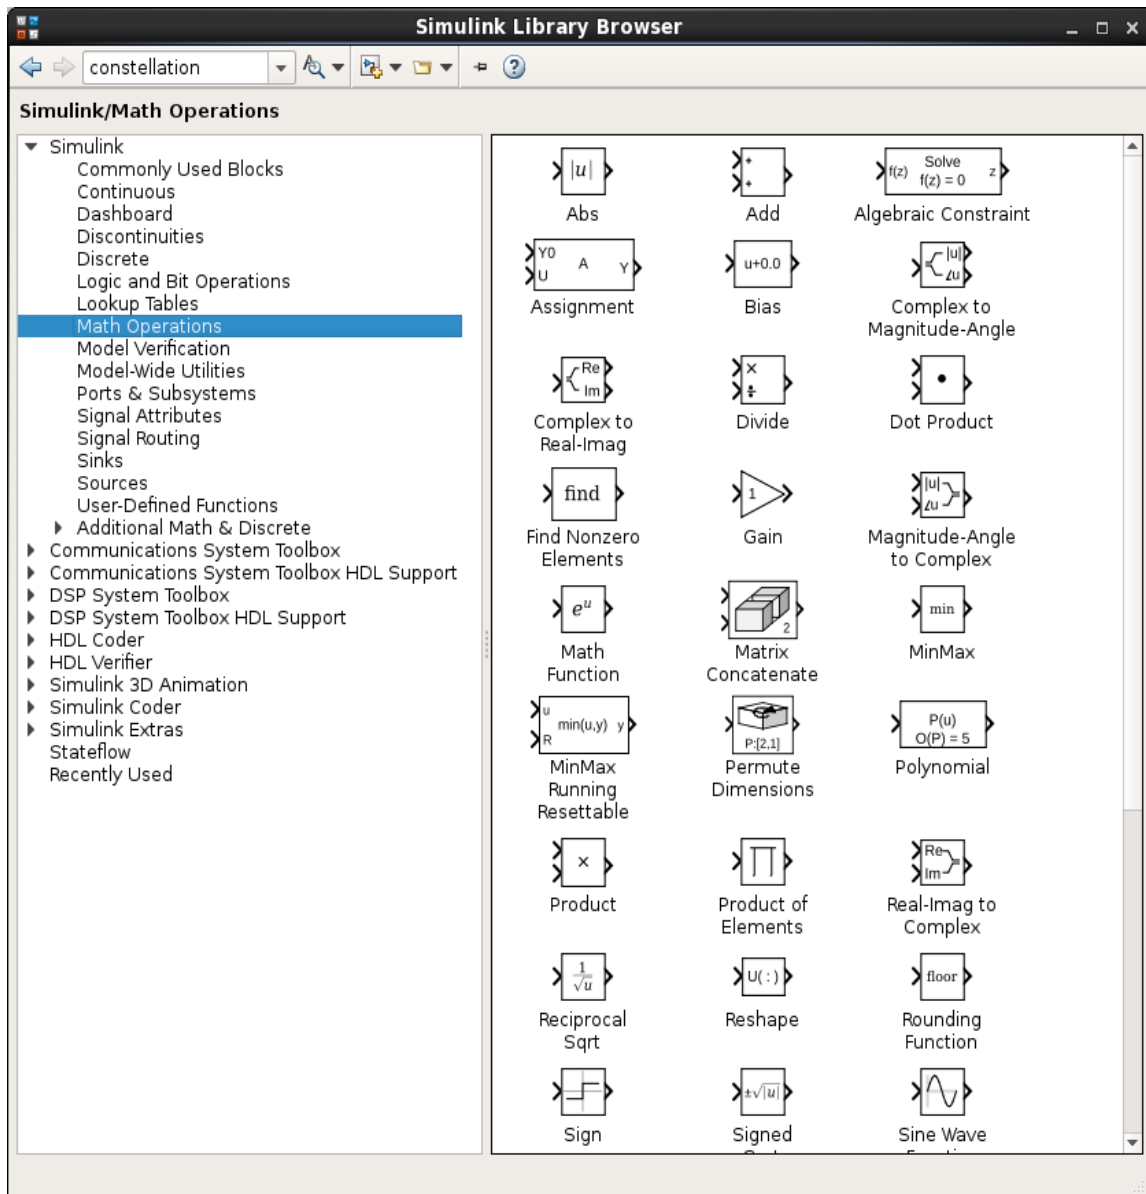 Simulink Library Browser
constellation
Simulink/Math Operations
Simulink
Commonly Used Blocks
Continuous
Dashboard
Discontinuities
Discrete
Logic and Bit Operations
Lookup Tables
Math Operations
Model Verification
Model-Wide Utilities
Ports & Subsystems
Signal Attributes
Signal Routing
Sinks
Sources
User-Defined Functions
Additional Math & Discrete
Communications System Toolbox
Communications System Toolbox HDL Support
DSP System Toolbox
DSP System Toolbox HDL Support
HDL Coder
HDL Verifier
Simulink 3D Animation
Simulink Coder
Simulink Extras
Stateflow
Recently Used
|u|
Abs
+
+
Add
f(z) Solve z
f(z) = 0
Algebraic Constraint
Y0
U A Y
Assignment
u+0.0
Bias
|u|
∠u
Complex to
Magnitude-Angle
Re
Im
Complex to
Real-Imag
×
÷
Divide
Dot Product
find
Find Nonzero
Elements
1
Gain
|u|
∠u
Magnitude-Angle
to Complex
e^u
Math
Function
2
Matrix
Concatenate
min
MinMax
u
R min(u,y) y
MinMax
Running
Resettable
P:[2,1]
Permute
Dimensions
P(u)
O(P) = 5
Polynomial
×
Product
∏
Product of
Elements
Re
Im
Real-Imag to
Complex
1
√u
Reciprocal
Sqrt
U(:)
Reshape
floor
Rounding
Function
Sign
±√|u|
Signed
Sine Wave